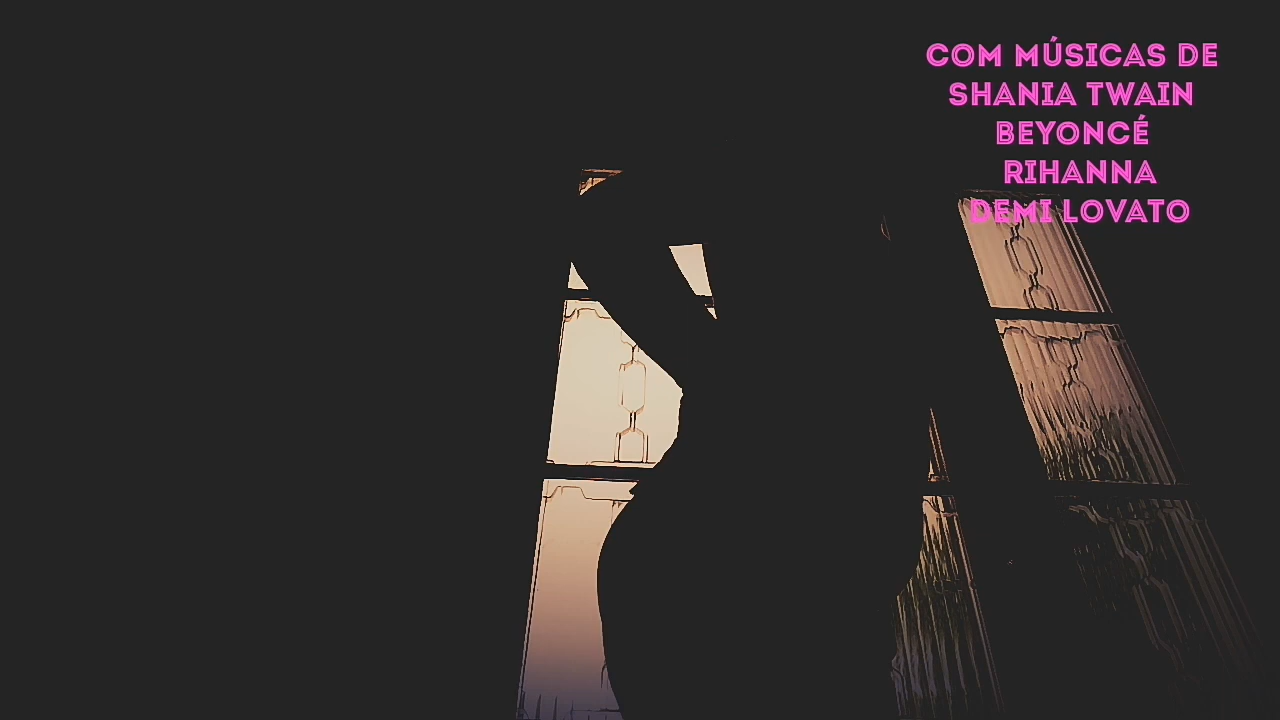 COM MÚSICAS DE
SHANIA TWAIN
BEYONCÉ
RIHANNA
DEMI LOVATO